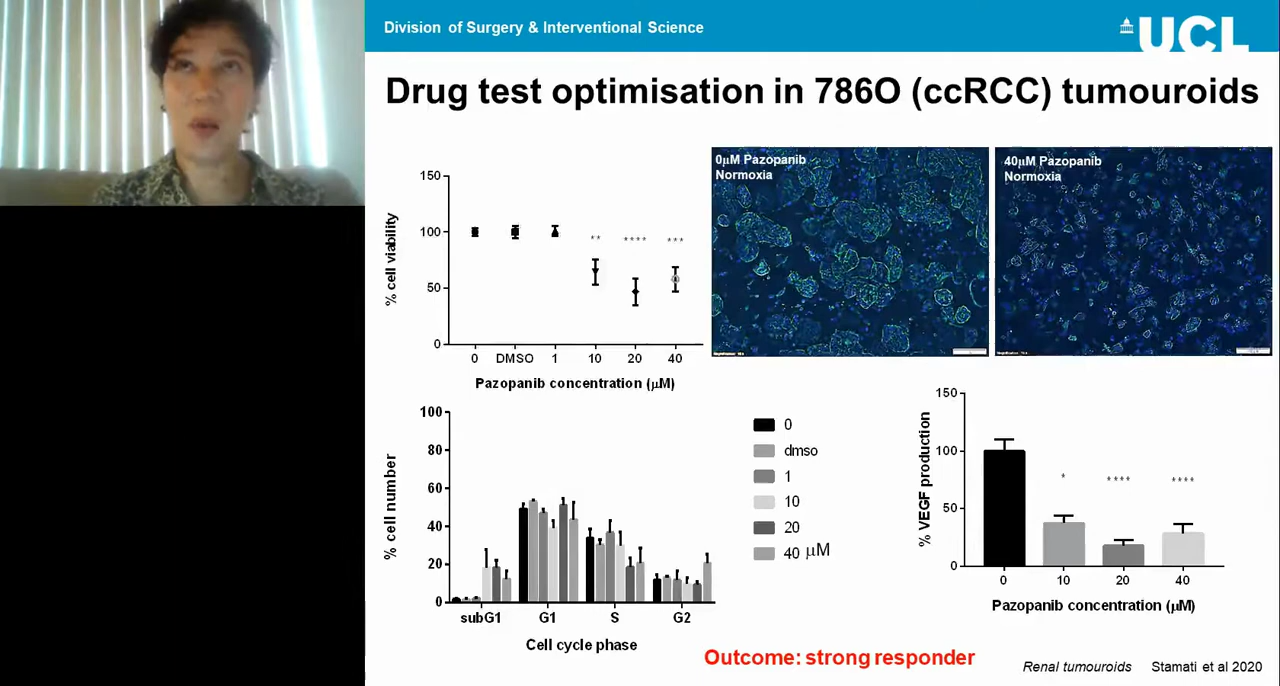 Division of Surgery & Interventional Science
UCL
Drug test optimisation in 786O (ccRCC) tumouroids
150
100
50
0
% cell viability
** **** ***
0 DMSO 1 10 20 40
Pazopanib concentration (μM)
0μM Pazopanib
Normoxia
40μM Pazopanib
Normoxia
100
80
60
40
20
0
% cell number
subG1 G1 S G2
Cell cycle phase
0
dmso
1
10
20
40 μM
150
100
50
0
% VEGF production
* **** ****
0 10 20 40
Pazopanib concentration (μM)
Outcome: strong responder
Renal tumouroids Stamati et al 2020